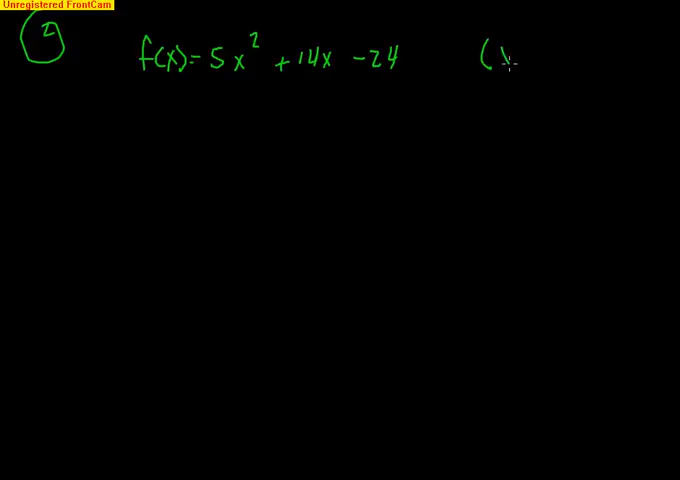 Unregistered FrontCam
2
f(x) = 5x² + 14x - 24 (